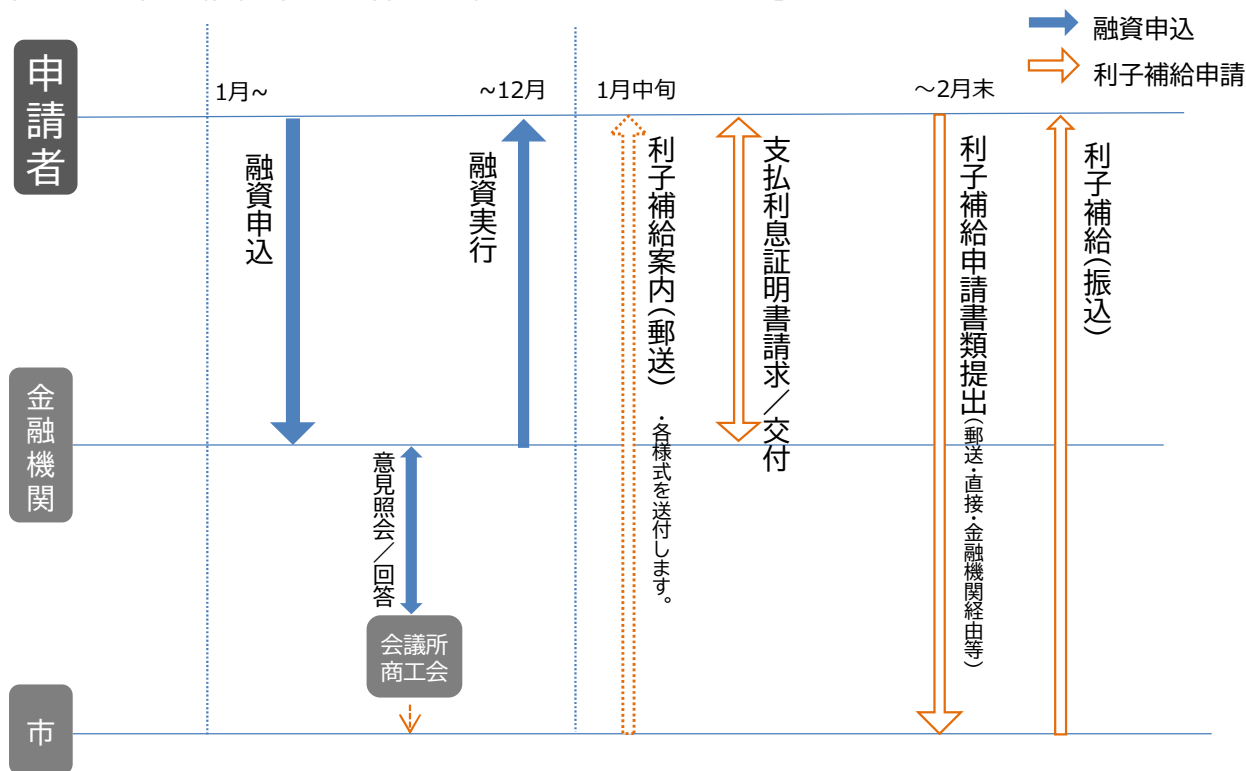 融資申込
利子補給申請
申請者
1月~
~12月
1月中旬
～2月末
融資申込
融資実行
利子補給案内(郵送)
・各様式を送付します。
支払利息証明書請求／交付
利子補給申請書類提出(郵送・直接・金融機関経由等)
利子補給(振込)
金融機関
意見照会／回答
会議所
商工会
市